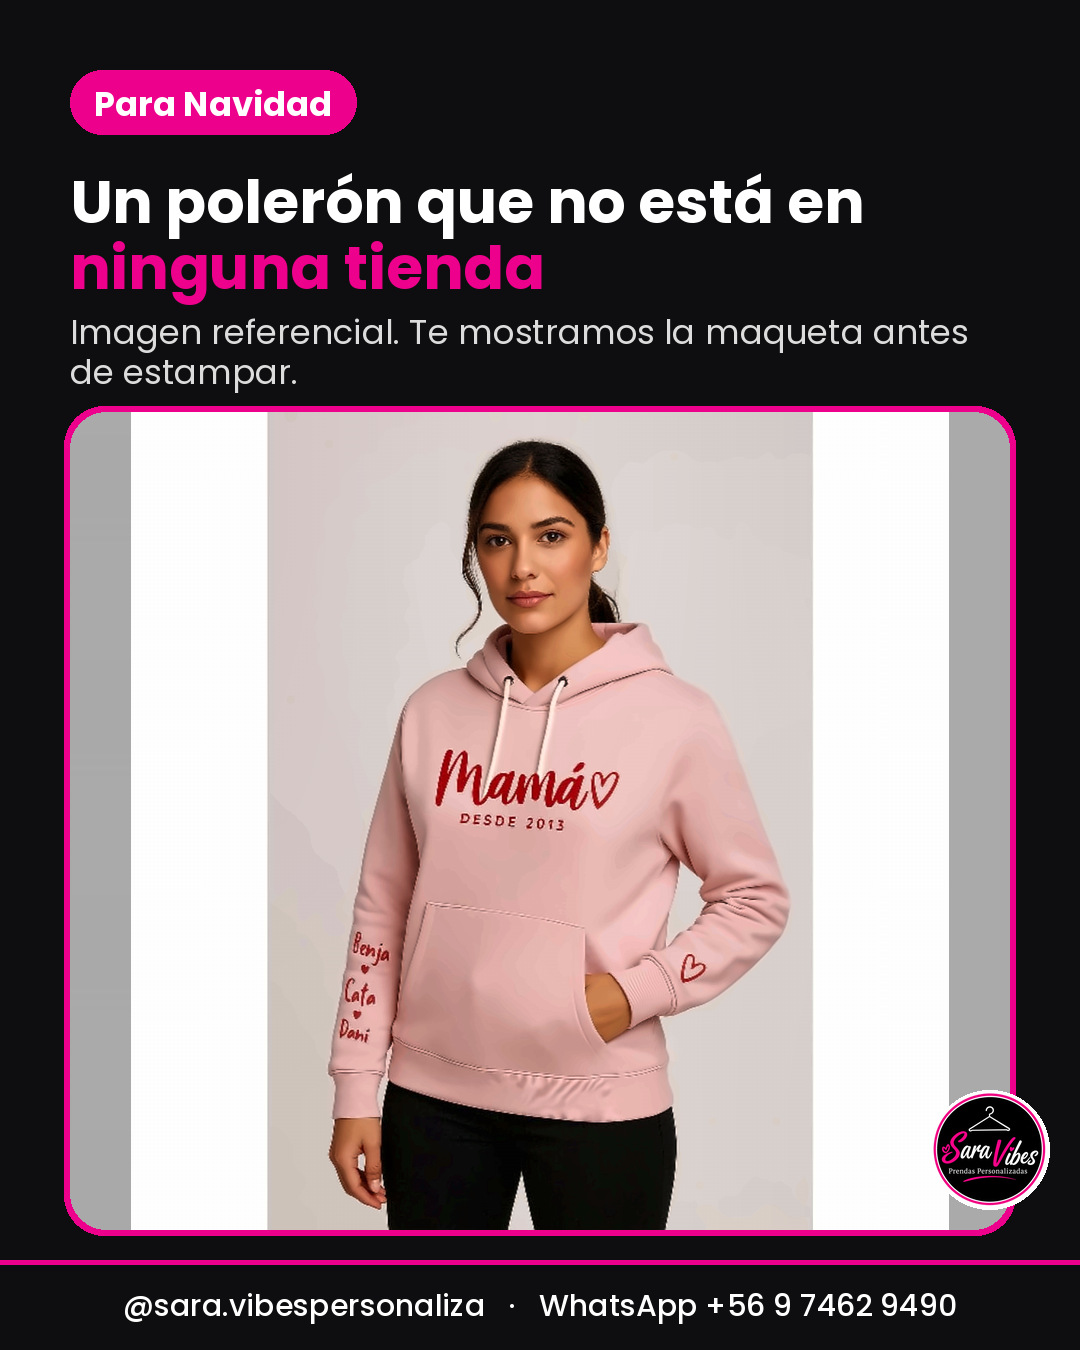 Para Navidad
Un polerón que no está en
ninguna tienda
Imagen referencial. Te mostramos la maqueta antes
de estampar.
Mamá
DESDE 2013
Benja
Cata
Dani
Sara Vibes
Prendas Personalizadas
@sara.vibespersonaliza · WhatsApp +56 9 7462 9490